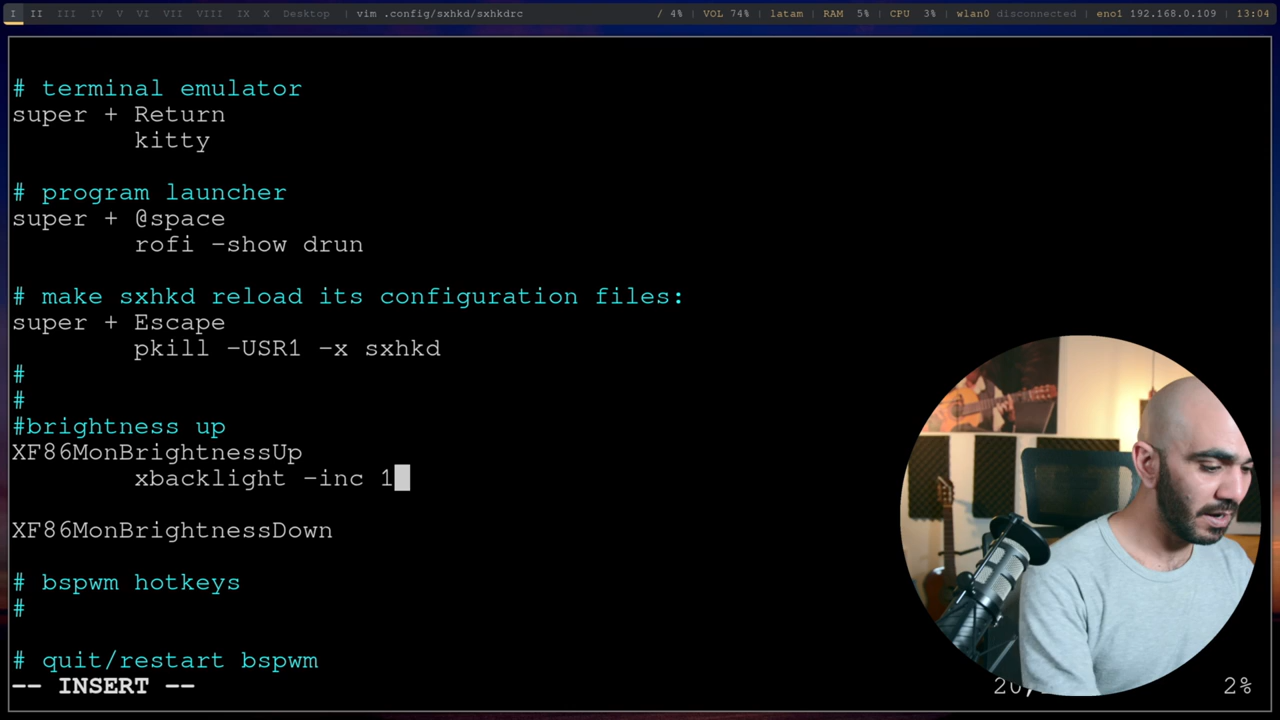 I II III IV V VI VII VIII IX X Desktop | vim .config/sxhkd/sxhkdrc / 4% | VOL 74% | latam | RAM 5% | CPU 3% | wlan0 disconnected | eno1 192.168.0.109 | 13:04
# terminal emulator
super + Return
kitty
# program launcher
super + @space
rofi -show drun
# make sxhkd reload its configuration files:
super + Escape
pkill -USR1 -x sxhkd
#
#
#brightness up
XF86MonBrightnessUp
xbacklight -inc 1
XF86MonBrightnessDown
# bspwm hotkeys
#
# quit/restart bspwm
-- INSERT -- 2%